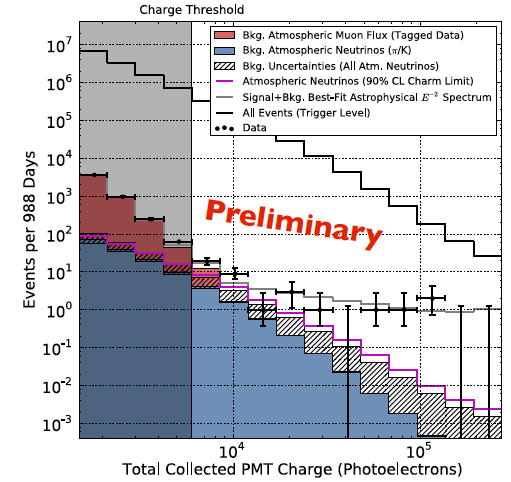 Charge Threshold
Bkg. Atmospheric Muon Flux (Tagged Data)
Bkg. Atmospheric Neutrinos (π/K)
Bkg. Uncertainties (All Atm. Neutrinos)
Atmospheric Neutrinos (90% CL Charm Limit)
Signal+Bkg. Best-Fit Astrophysical E⁻² Spectrum
All Events (Trigger Level)
Data
Preliminary
Events per 988 Days
10⁷
10⁶
10⁵
10⁴
10³
10²
10¹
10⁰
10⁻¹
10⁻²
10⁻³
10⁴ 10⁵
Total Collected PMT Charge (Photoelectrons)